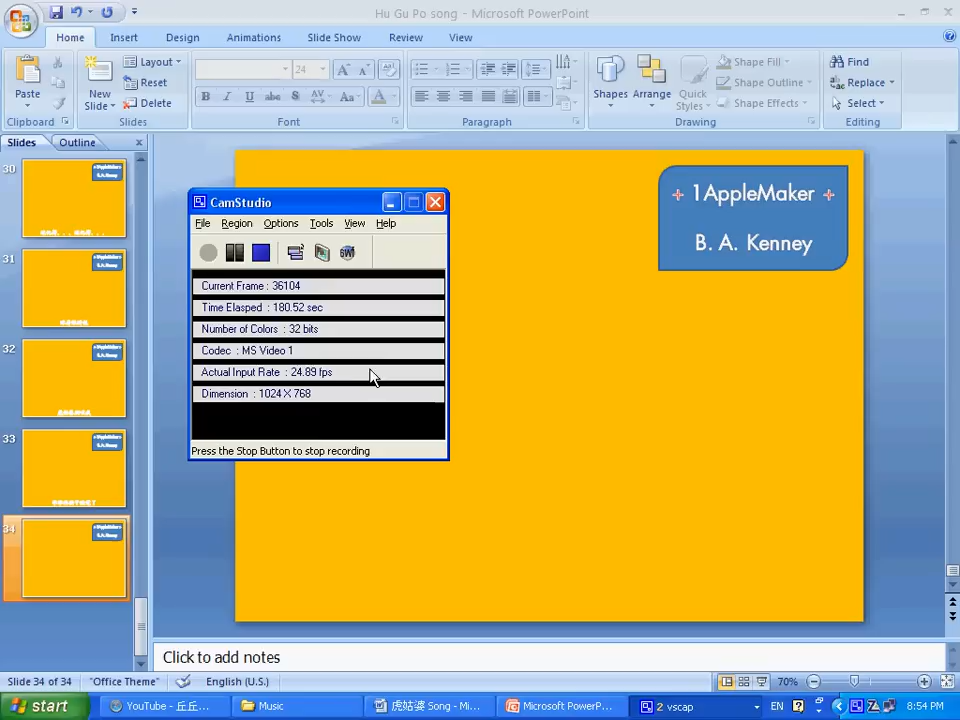 Hu Gu Po song - Microsoft PowerPoint
Home Insert Design Animations Slide Show Review View
Paste
New
Slide
Layout
Reset
Delete
24
B I U abc S AV Aa A
Shapes Arrange Quick
Styles
Shape Fill
Shape Outline
Shape Effects
Find
Replace
Select
Clipboard Slides Font Paragraph Drawing Editing
Slides Outline
30
31
32
33
34
1AppleMaker
B. A. Kenney
CamStudio
File Region Options Tools View Help
Current Frame : 36104
Time Elasped : 180.52 sec
Number of Colors : 32 bits
Codec : MS Video 1
Actual Input Rate : 24.89 fps
Dimension : 1024 X 768
Press the Stop Button to stop recording
Click to add notes
Slide 34 of 34 "Office Theme" English (U.S.) 70%
start YouTube - 丘丘... Music 虎姑婆 Song - Mi... Microsoft PowerP... 2 vscap EN 8:54 PM